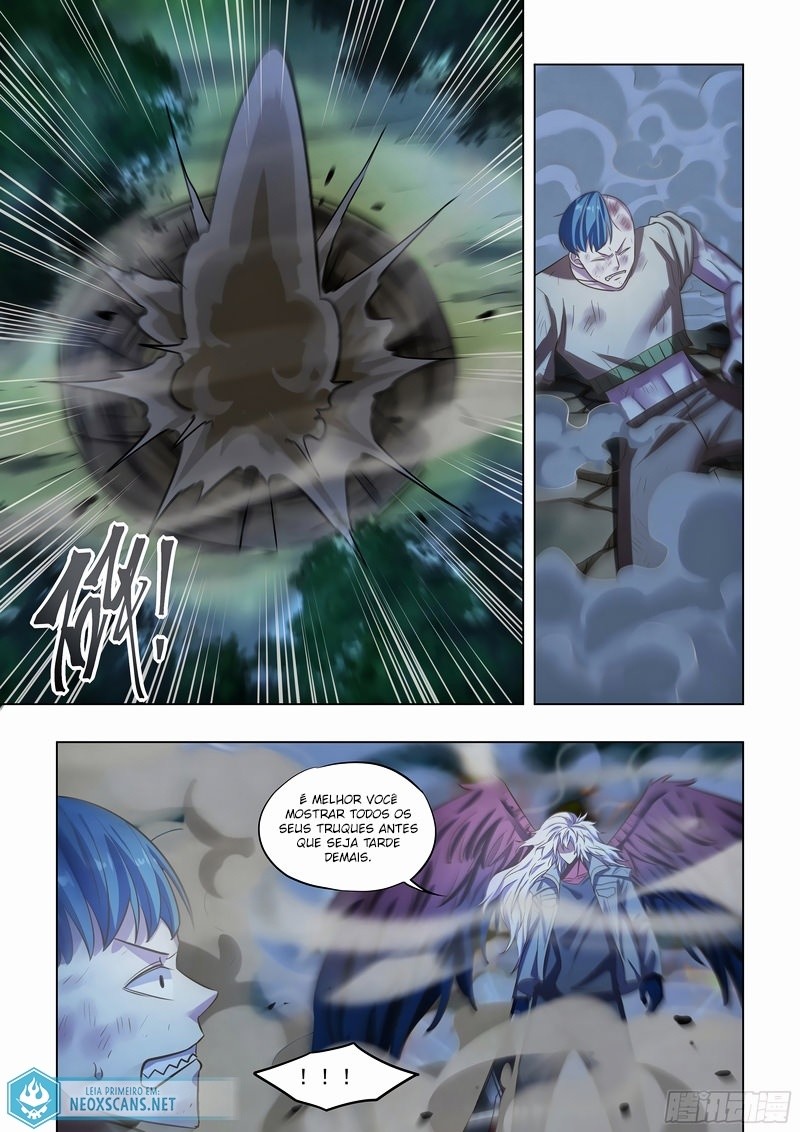 É MELHOR VOCÊ
MOSTRAR TODOS OS
SEUS TRUQUES ANTES
QUE SEJA TARDE
DEMAIS.
! ! !
LEIA PRIMEIRO EM:
NEOXSCANS.NET
腾讯动漫